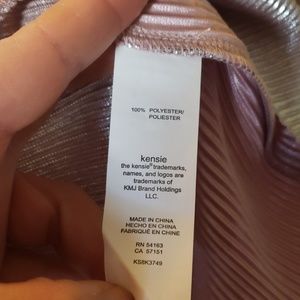 100% POLYESTER/
POLIESTER
kensie
the kensie® trademarks,
names, and logos are
trademarks of
KMJ Brand Holdings
LLC.
MADE IN CHINA
HECHO EN CHINA
FABRIQUÉ EN CHINE
RN 54163
CA 57151
KS8K3749